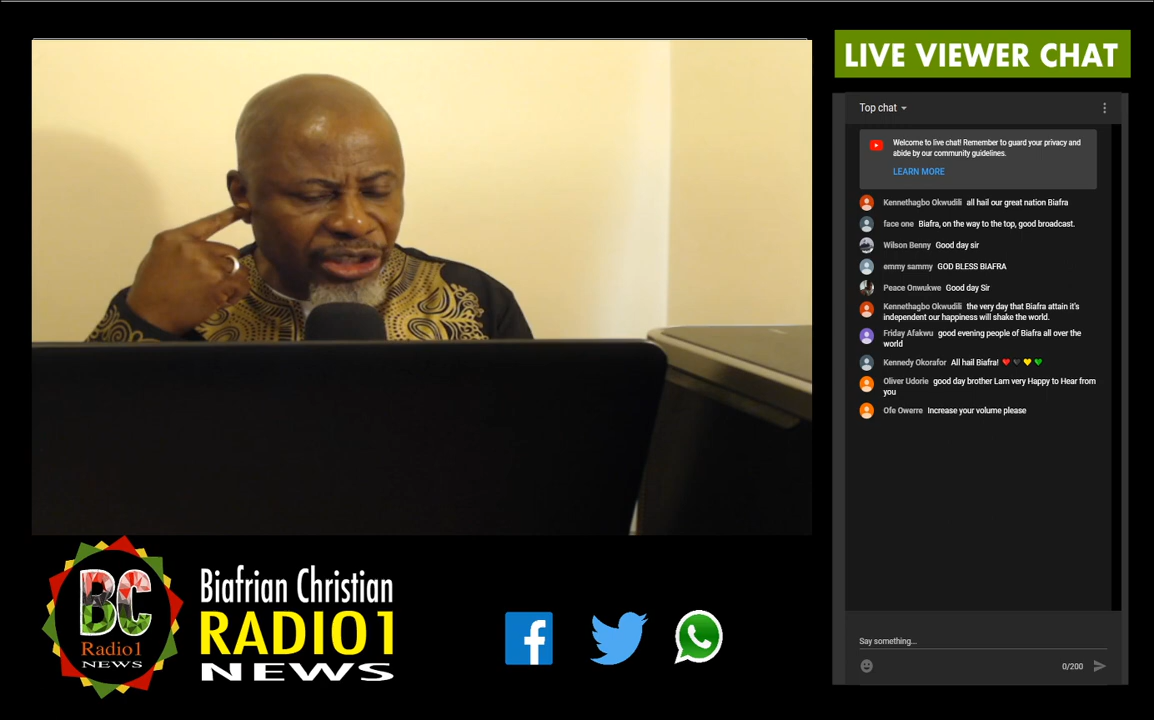 LIVE VIEWER CHAT
Top chat
Welcome to live chat! Remember to guard your privacy and
abide by our community guidelines.
LEARN MORE
Kennethagbo Okwudili all hail our great nation Biafra
face one Biafra, on the way to the top, good broadcast.
Wilson Benny Good day sir
emmy sammy GOD BLESS BIAFRA
Peace Onwukwe Good day Sir
Kennethagbo Okwudili the very day that Biafra attain it's
independent our happiness will shake the world.
Friday Afakwu good evening people of Biafra all over the
world
Kennedy Okorafor All hail Biafra! ❤️🖤💛💚
Oliver Udorie good day brother I,am very Happy to Hear from
you
Ofe Owerre Increase your volume please
Say something...
0/200
BC
Radio1
NEWS
Biafrian Christian
RADIO1
NEWS